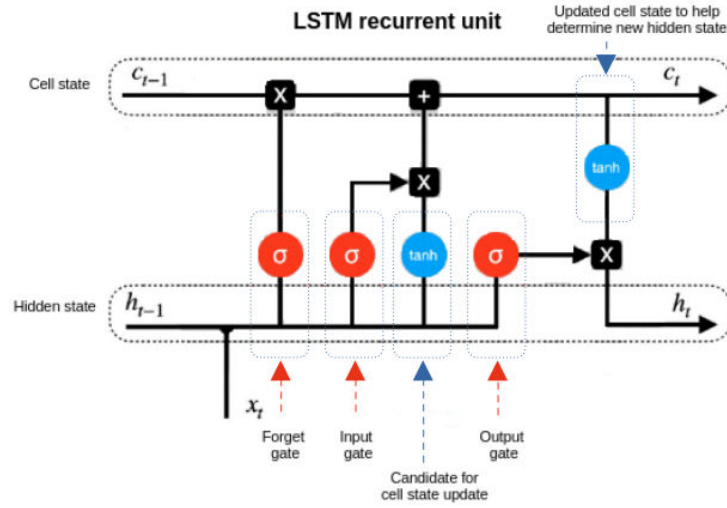 LSTM recurrent unit
Updated cell state to help
determine new hidden state
Cell state
c_{t-1}
X
+
c_t
tanh
X
σ
σ
tanh
σ
X
Hidden state
h_{t-1}
h_t
x_t
Forget
gate
Input
gate
Output
gate
Candidate for
cell state update